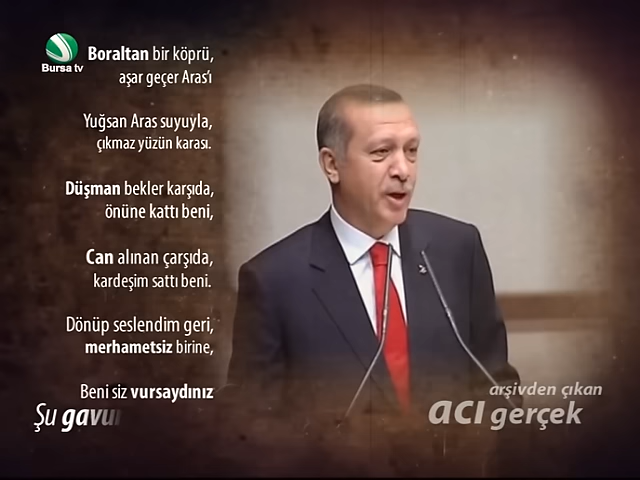 Bursa tv
Boraltan bir köprü,
aşar geçer Aras'ı
Yuğsan Aras suyuyla,
çıkmaz yüzün karası.
Düşman bekler karşıda,
önüne kattı beni,
Can alınan çarşıda,
kardeşim sattı beni.
Dönüp seslendim geri,
merhametsiz birine,
Beni siz vursaydınız
Şu
arşivden çıkan
acı gerçek